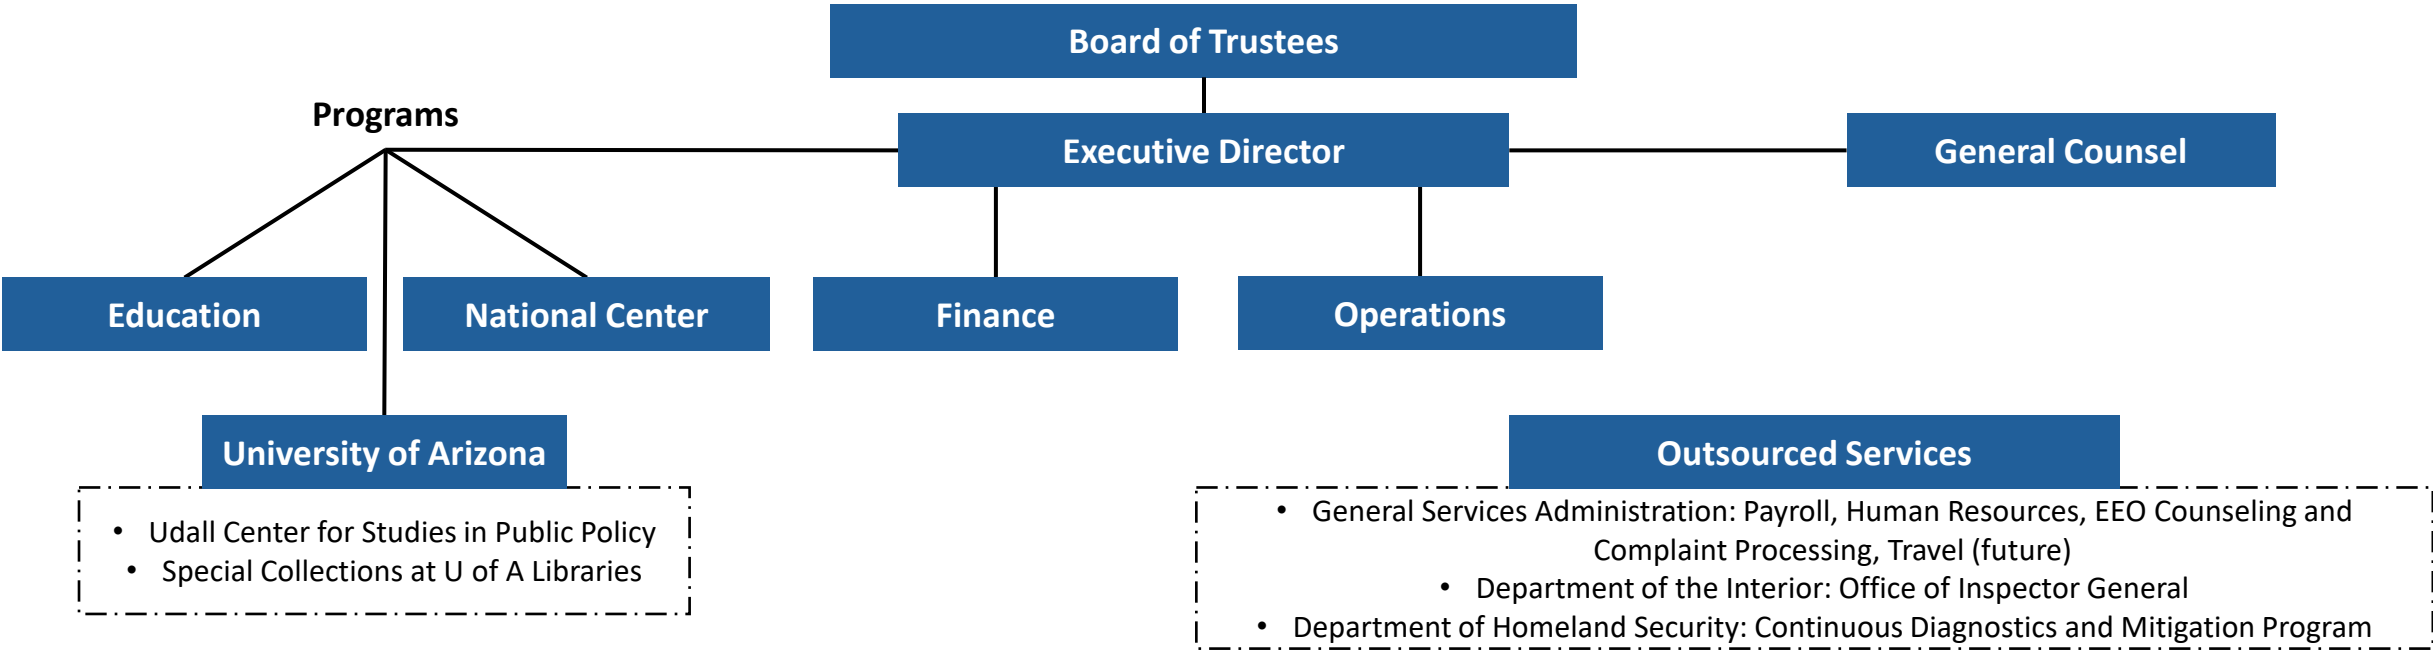 Board of Trustees
Programs
Executive Director
General Counsel
Education
National Center
Finance
Operations
University of Arizona
• Udall Center for Studies in Public Policy
• Special Collections at U of A Libraries
Outsourced Services
• General Services Administration: Payroll, Human Resources, EEO Counseling and
Complaint Processing, Travel (future)
• Department of the Interior: Office of Inspector General
• Department of Homeland Security: Continuous Diagnostics and Mitigation Program